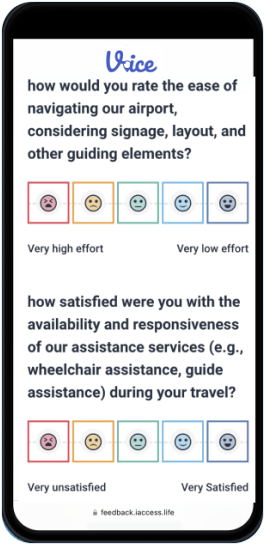 Voice
how would you rate the ease of
navigating our airport,
considering signage, layout, and
other guiding elements?
Very high effort Very low effort
how satisfied were you with the
availability and responsiveness
of our assistance services (e.g.,
wheelchair assistance, guide
assistance) during your travel?
Very unsatisfied Very Satisfied
feedback.iaccess.life